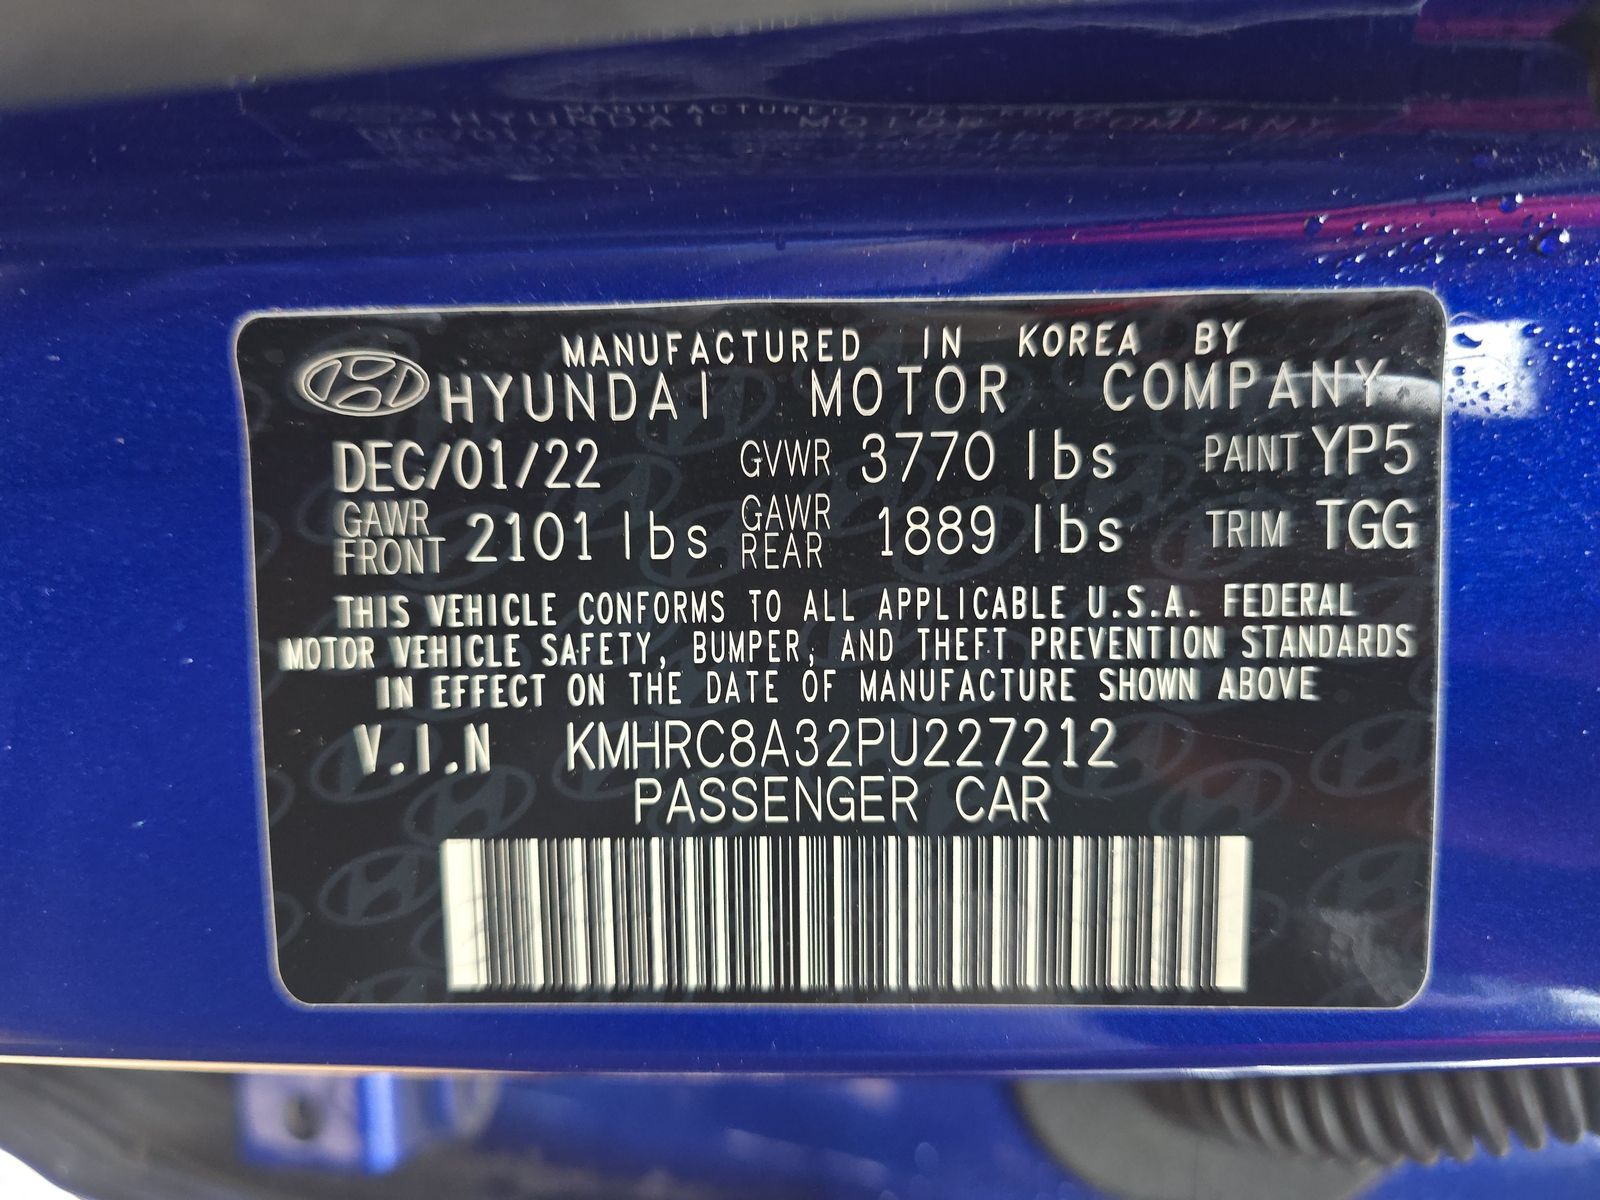 MANUFACTURED IN KOREA BY
HYUNDAI MOTOR COMPANY
DEC/01/22 GVWR 3770 lbs PAINT YP5
GAWR FRONT 2101 lbs GAWR REAR 1889 lbs TRIM TGG
THIS VEHICLE CONFORMS TO ALL APPLICABLE U.S.A. FEDERAL
MOTOR VEHICLE SAFETY, BUMPER, AND THEFT PREVENTION STANDARDS
IN EFFECT ON THE DATE OF MANUFACTURE SHOWN ABOVE
V.I.N KMHRC8A32PU227212
PASSENGER CAR